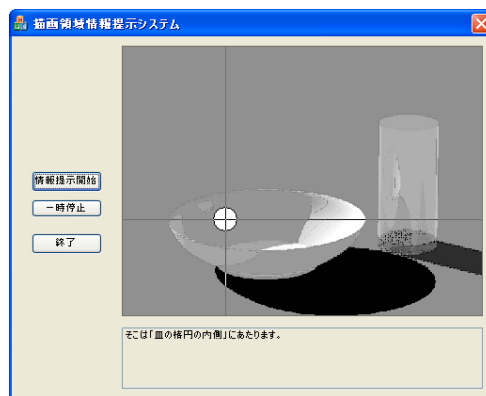 描画領域情報提示システム
情報提示開始
一時停止
終了
そこは「皿の楕円の内側」にあたります。